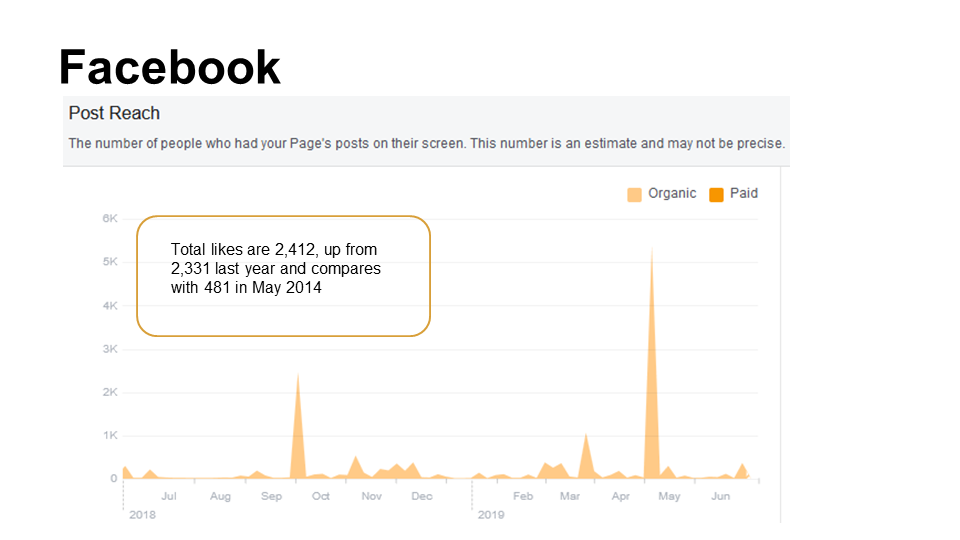 Facebook
Post Reach
The number of people who had your Page's posts on their screen. This number is an estimate and may not be precise.
Organic Paid
6K
5K
4K
3K
2K
1K
0
Total likes are 2,412, up from
2,331 last year and compares
with 481 in May 2014
Jul Aug Sep Oct Nov Dec Feb Mar Apr May Jun
2018 2019